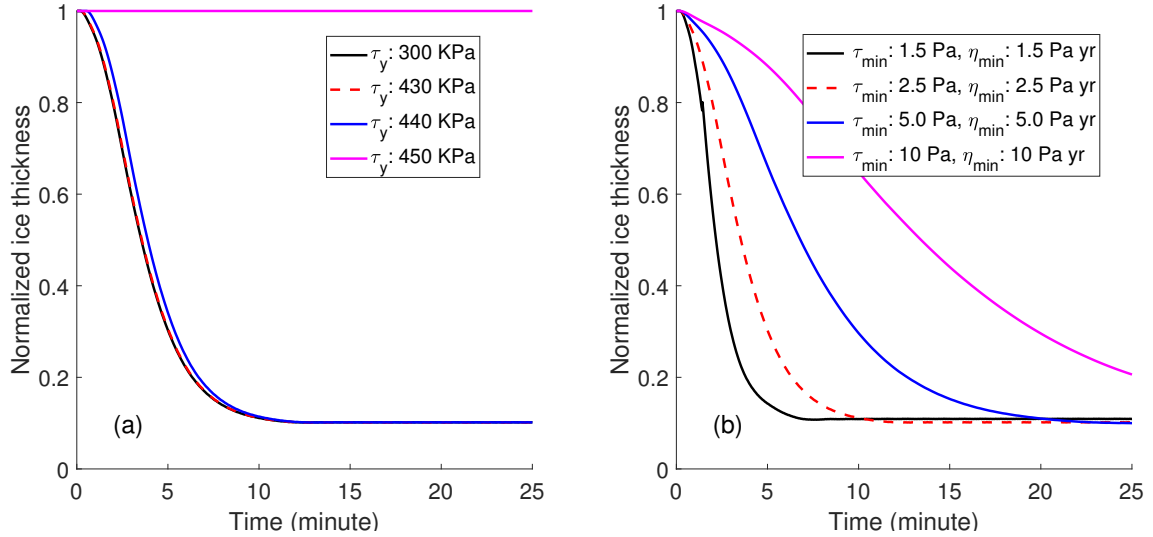 1
0.8
0.6
0.4
0.2
0
0
5
10
15
20
25
Normalized ice thickness
Time (minute)
τy: 300 KPa
τy: 430 KPa
τy: 440 KPa
τy: 450 KPa
(a)
1
0.8
0.6
0.4
0.2
0
0
5
10
15
20
25
Normalized ice thickness
Time (minute)
τmin: 1.5 Pa, ηmin: 1.5 Pa yr
τmin: 2.5 Pa, ηmin: 2.5 Pa yr
τmin: 5.0 Pa, ηmin: 5.0 Pa yr
τmin: 10 Pa, ηmin: 10 Pa yr
(b)